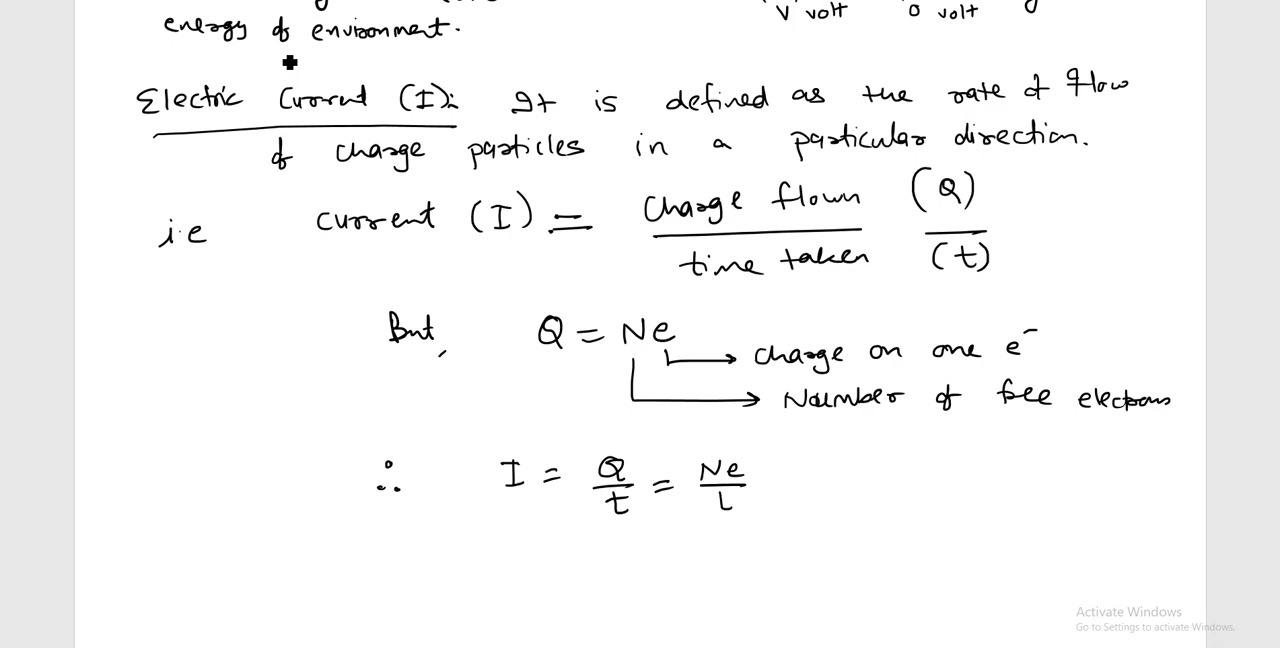 energy of environment.
V volt 0 volt
Electric Current (I): It is defined as the rate of flow
of charge particles in a particular direction.
i.e current (I) = charge flown (Q)
time taken (t)
But, Q = Ne
charge on one e⁻
Number of free electrons
∴ I = Q/t = Ne/t
Activate Windows
Go to Settings to activate Windows.